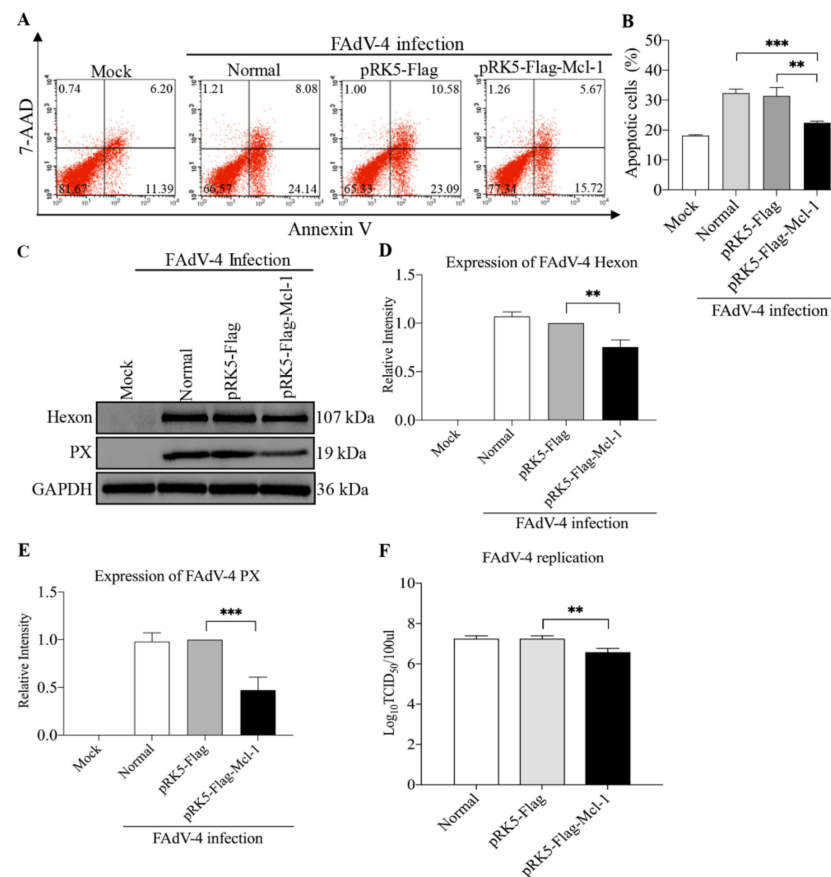 A
FAdV-4 infection
Mock
Normal
pRK5-Flag
pRK5-Flag-Mcl-1
0.74 6.20
1.21 8.08
1.00 10.58
1.26 5.67
7-AAD
81.67 11.39
66.57 24.14
65.33 23.09
77.34 15.72
Annexin V
B
Apoptotic cells (%)
50
40
30
20
10
0
***
**
Mock
Normal
pRK5-Flag
pRK5-Flag-Mcl-1
FAdV-4 infection
C
FAdV-4 Infection
Mock
Normal
pRK5-Flag
pRK5-Flag-Mcl-1
Hexon 107 kDa
PX 19 kDa
GAPDH 36 kDa
D
Expression of FAdV-4 Hexon
Relative Intensity
1.5
1.0
0.5
0.0
**
Mock
Normal
pRK5-Flag
pRK5-Flag-Mcl-1
FAdV-4 infection
E
Expression of FAdV-4 PX
Relative Intensity
1.5
1.0
0.5
0.0
***
Mock
Normal
pRK5-Flag
pRK5-Flag-Mcl-1
FAdV-4 infection
F
FAdV-4 replication
Log10TCID50/100ul
10
8
6
4
2
0
**
Normal
pRK5-Flag
pRK5-Flag-Mcl-1